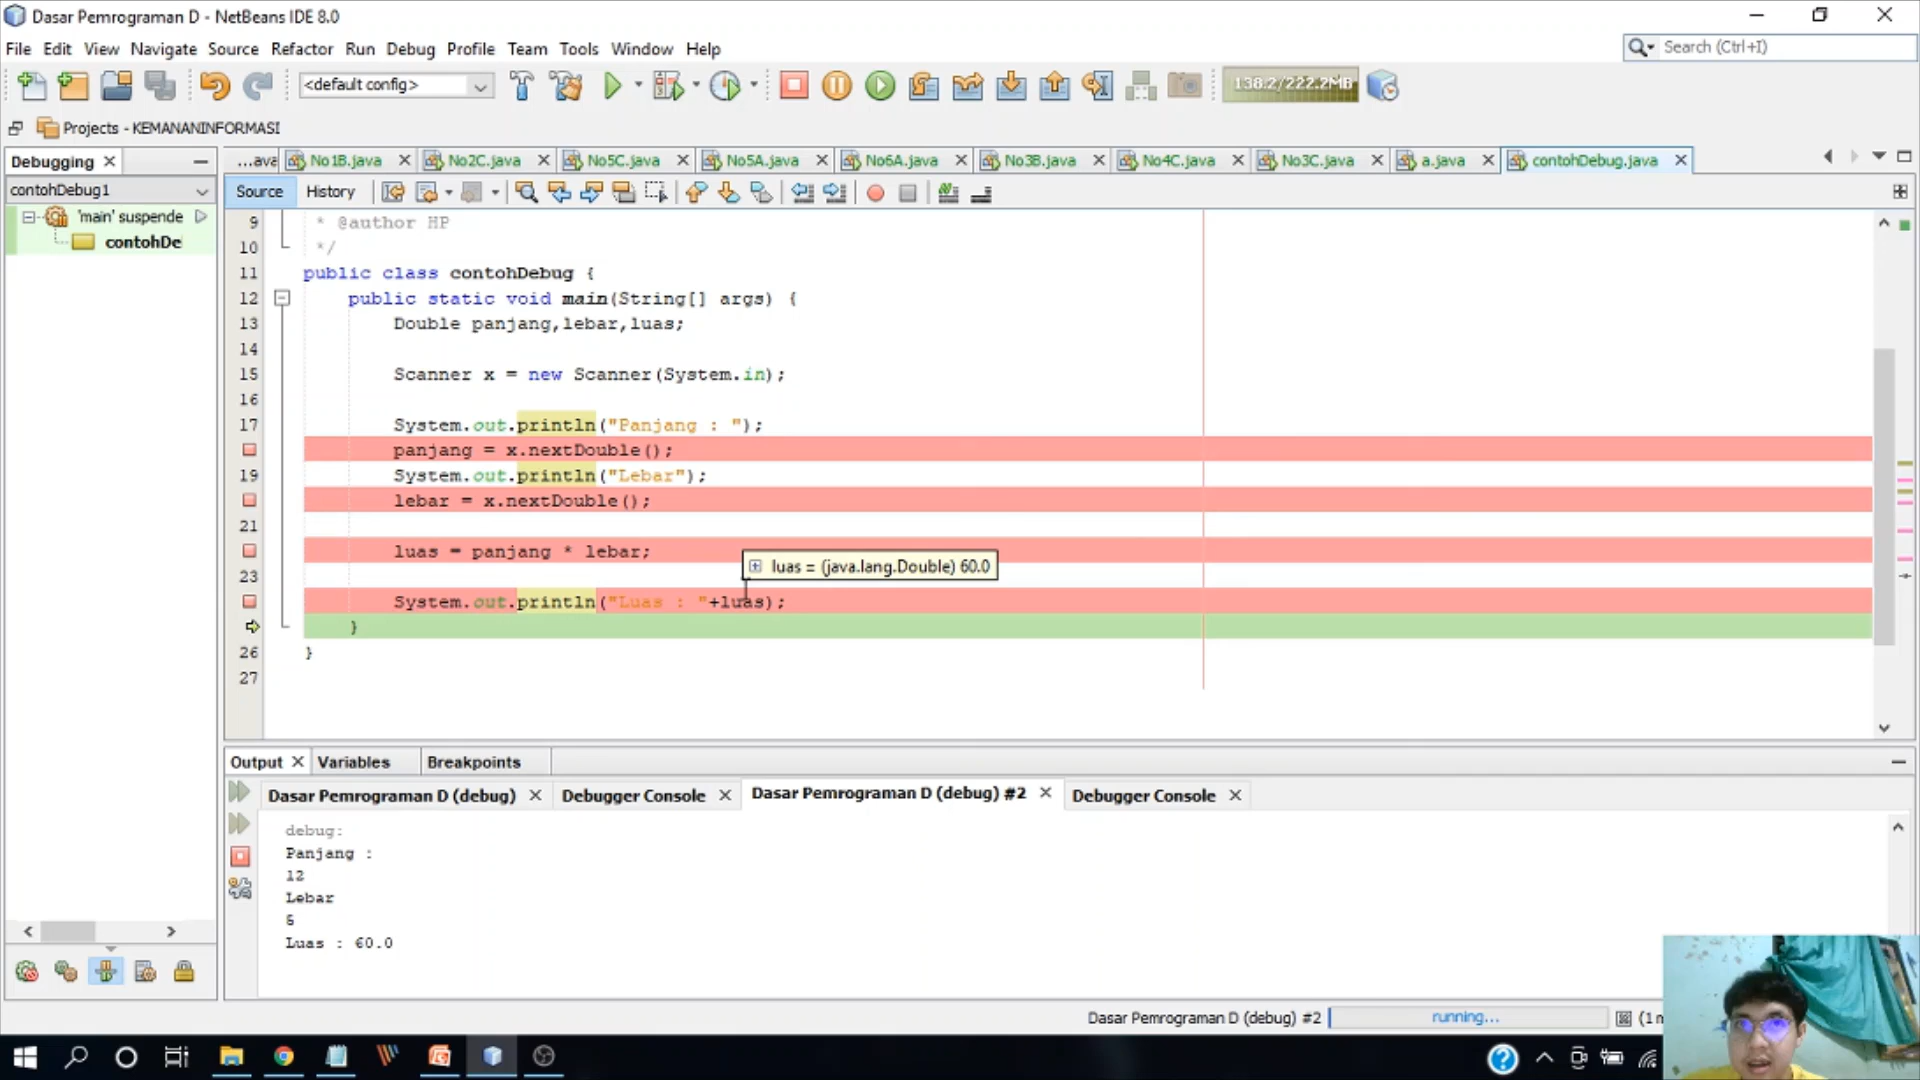 Dasar Pemrograman D - NetBeans IDE 8.0
File Edit View Navigate Source Refactor Run Debug Profile Team Tools Window Help
Search (Ctrl+I)
<default config>
138.2/222.2MB
Projects - KEMANANINFORMASI
Debugging
...ava No1B.java No2C.java No5C.java No5A.java No6A.java No3B.java No4C.java No3C.java a.java contohDebug.java
contohDebug1
Source History
'main' suspende
contohDe
9 * @author HP
10 */
11 public class contohDebug {
12 public static void main(String[] args) {
13 Double panjang,lebar,luas;
14
15 Scanner x = new Scanner(System.in);
16
17 System.out.println("Panjang : ");
panjang = x.nextDouble();
19 System.out.println("Lebar");
lebar = x.nextDouble();
21
luas = panjang * lebar;
luas = (java.lang.Double) 60.0
23
System.out.println("Luas : "+luas);
}
26 }
27
Output Variables Breakpoints
Dasar Pemrograman D (debug) Debugger Console Dasar Pemrograman D (debug) #2 Debugger Console
debug:
Panjang :
12
Lebar
5
Luas : 60.0
Dasar Pemrograman D (debug) #2 running... (1 m